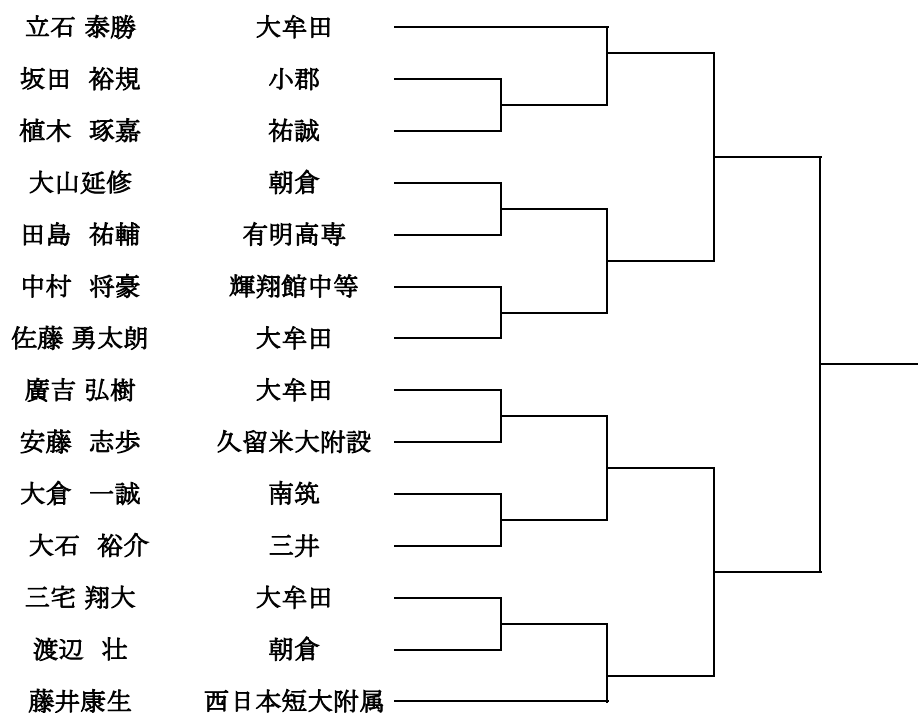 立石 泰勝 大牟田
坂田 裕規 小郡
植木 琢嘉 祐誠
大山延修 朝倉
田島 祐輔 有明高専
中村 将豪 輝翔館中等
佐藤 勇太朗 大牟田
廣吉 弘樹 大牟田
安藤 志歩 久留米大附設
大倉 一誠 南筑
大石 裕介 三井
三宅 翔大 大牟田
渡辺 壮 朝倉
藤井康生 西日本短大附属